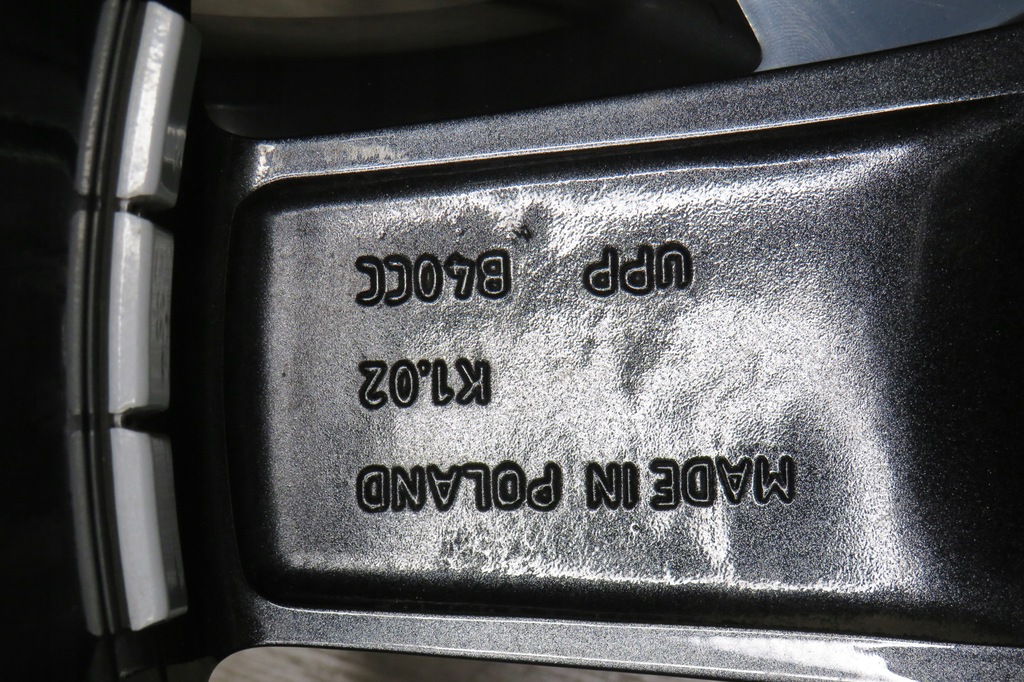 MADE IN POLAND
K1.02
UPP B40CC